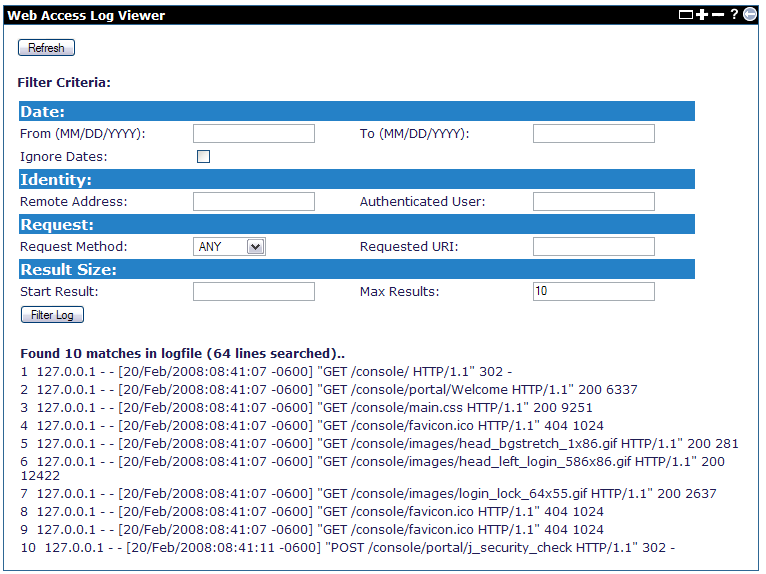 Web Access Log Viewer ?
Refresh
Filter Criteria:
Date:
From (MM/DD/YYYY): To (MM/DD/YYYY):
Ignore Dates:
Identity:
Remote Address: Authenticated User:
Request:
Request Method: ANY Requested URI:
Result Size:
Start Result: Max Results: 10
Filter Log
Found 10 matches in logfile (64 lines searched)..
1 127.0.0.1 - - [20/Feb/2008:08:41:07 -0600] "GET /console/ HTTP/1.1" 302 -
2 127.0.0.1 - - [20/Feb/2008:08:41:07 -0600] "GET /console/portal/Welcome HTTP/1.1" 200 6337
3 127.0.0.1 - - [20/Feb/2008:08:41:07 -0600] "GET /console/main.css HTTP/1.1" 200 9251
4 127.0.0.1 - - [20/Feb/2008:08:41:07 -0600] "GET /console/favicon.ico HTTP/1.1" 404 1024
5 127.0.0.1 - - [20/Feb/2008:08:41:07 -0600] "GET /console/images/head_bgstretch_1x86.gif HTTP/1.1" 200 281
6 127.0.0.1 - - [20/Feb/2008:08:41:07 -0600] "GET /console/images/head_left_login_586x86.gif HTTP/1.1" 200
12422
7 127.0.0.1 - - [20/Feb/2008:08:41:07 -0600] "GET /console/images/login_lock_64x55.gif HTTP/1.1" 200 2637
8 127.0.0.1 - - [20/Feb/2008:08:41:07 -0600] "GET /console/favicon.ico HTTP/1.1" 404 1024
9 127.0.0.1 - - [20/Feb/2008:08:41:07 -0600] "GET /console/favicon.ico HTTP/1.1" 404 1024
10 127.0.0.1 - - [20/Feb/2008:08:41:11 -0600] "POST /console/portal/j_security_check HTTP/1.1" 302 -